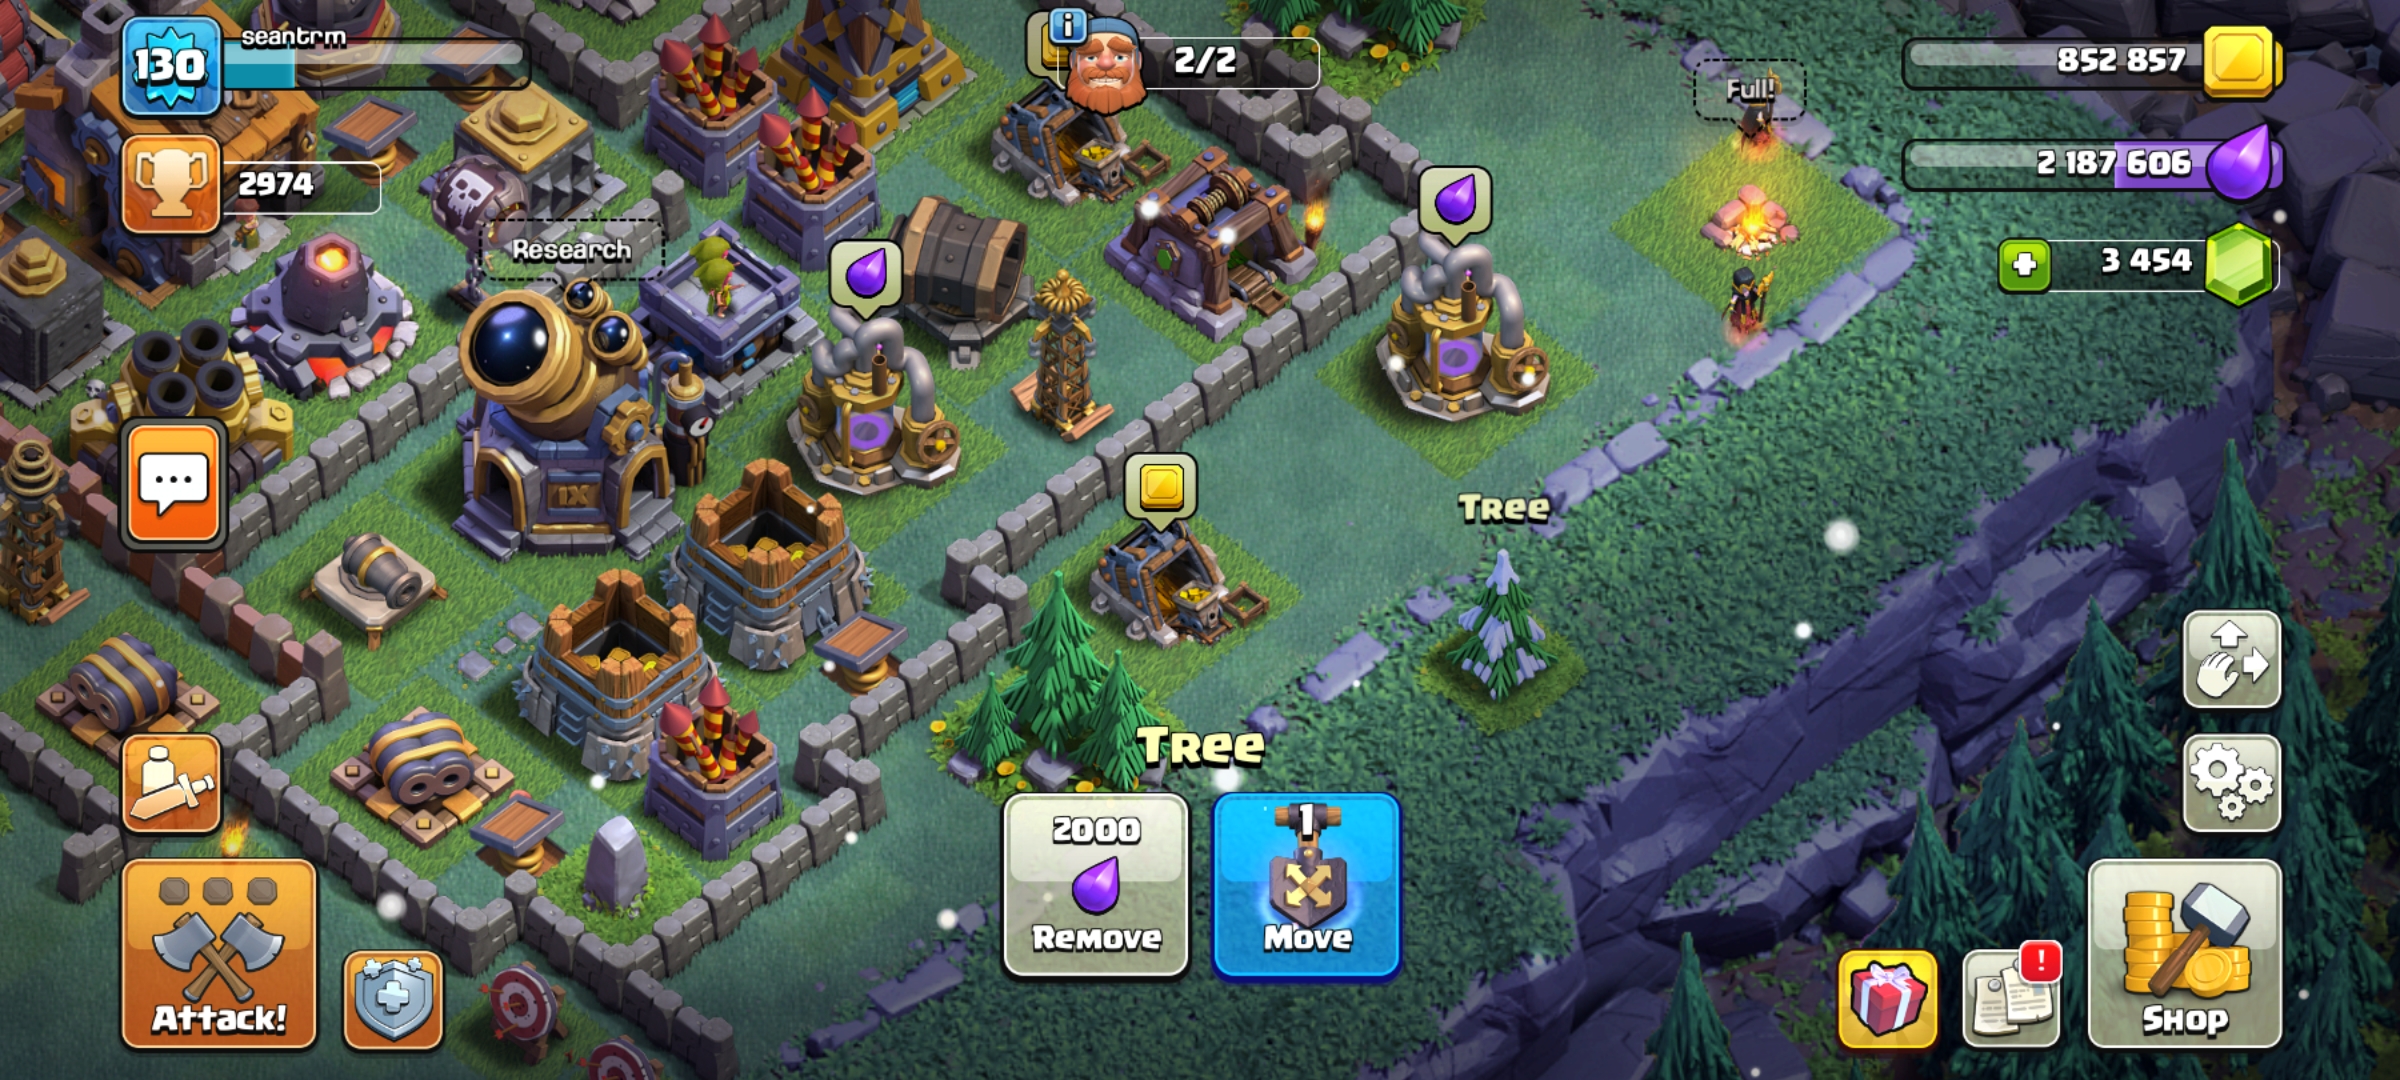 130
seantrm
i
2/2
852 857
Full!
2974
2 187 606
Research
3 454
IX
Tree
Tree
2000
Remove
1
Move
Attack!
!
Shop